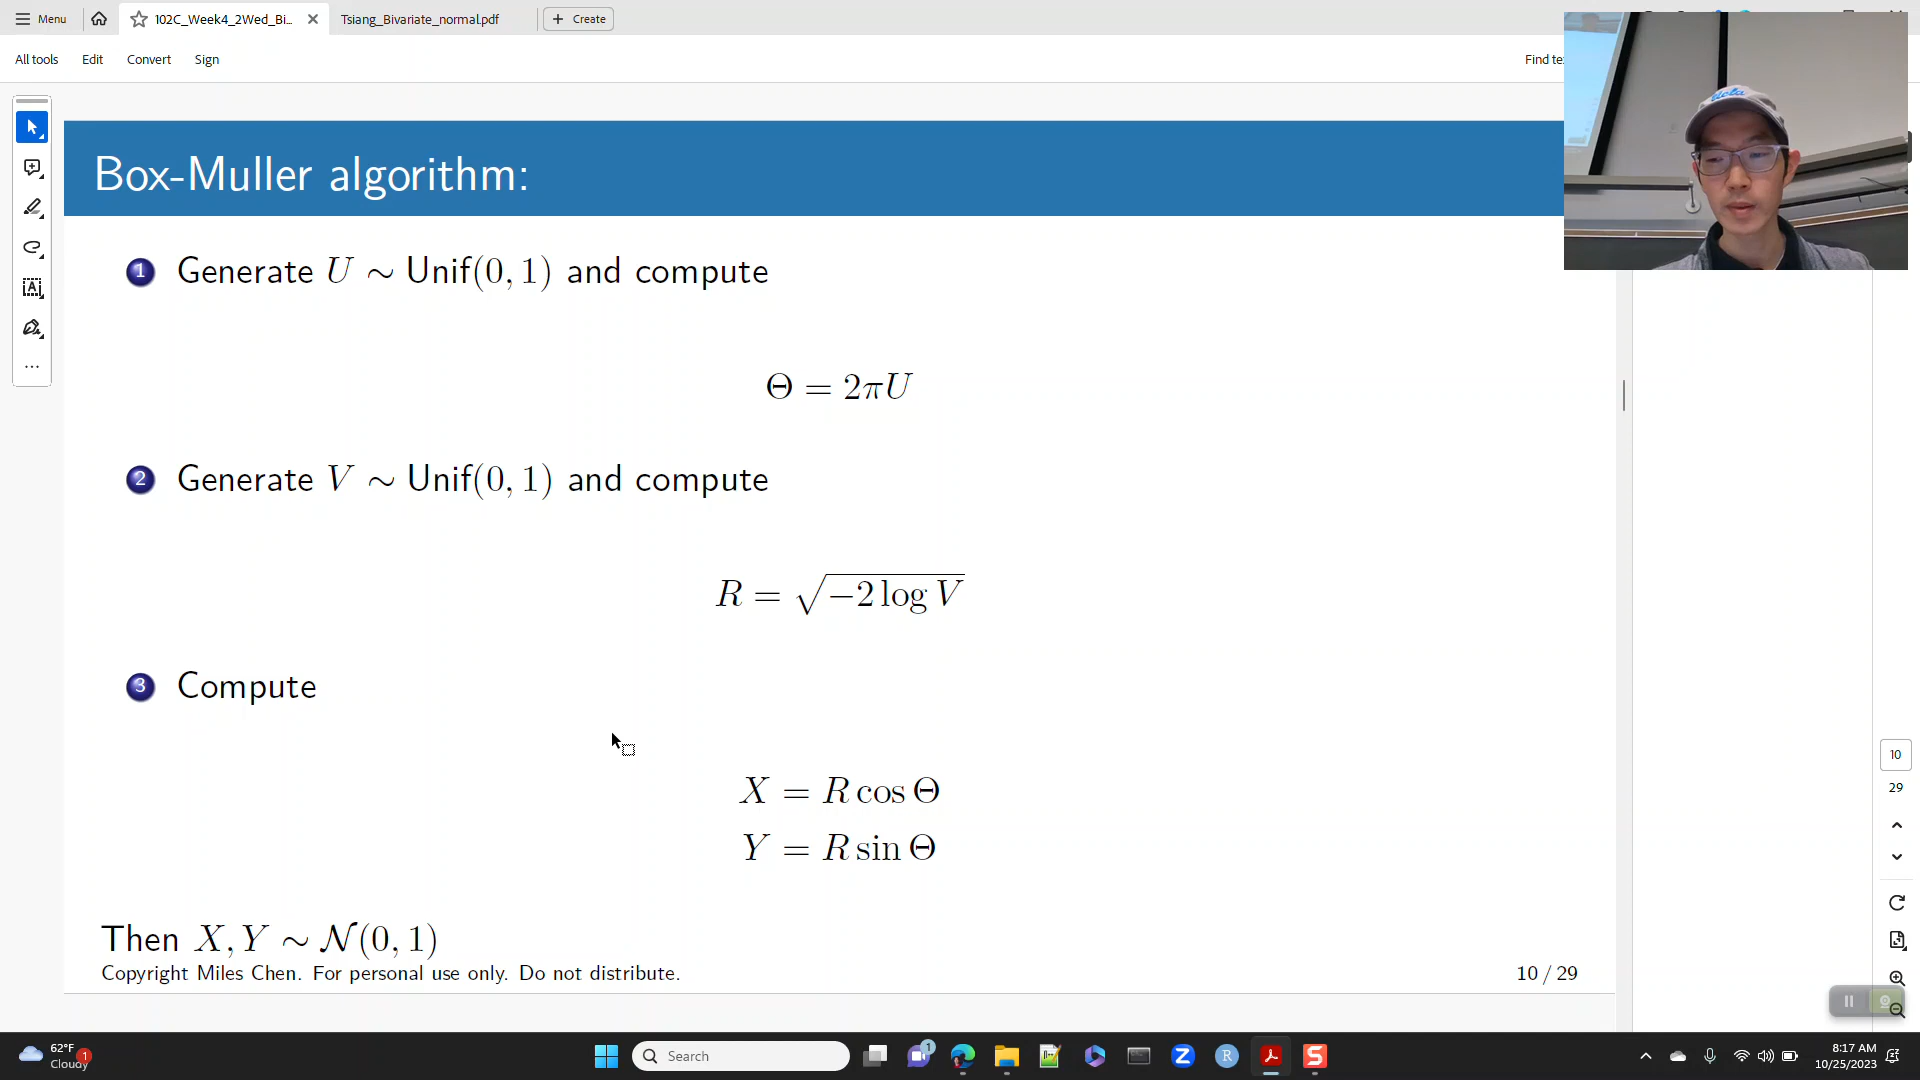 Menu
102C_Week4_2Wed_Bi...
Tsiang_Bivariate_normal.pdf
Create
All tools
Edit
Convert
Sign
Find te
ucla
Box-Muller algorithm:
1 Generate U ∼ Unif(0, 1) and compute
Θ = 2πU
2 Generate V ∼ Unif(0, 1) and compute
R = √−2 log V
3 Compute
X = R cos Θ
Y = R sin Θ
Then X, Y ∼ N(0, 1)
Copyright Miles Chen. For personal use only. Do not distribute.
10 / 29
10
29
62°F
Cloudy
1
Search
1
Z
R
S
8:17 AM
10/25/2023